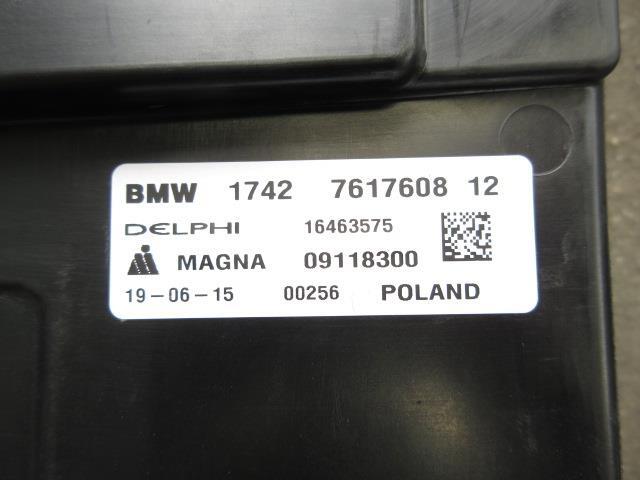 BMW 1742 7617608 12
DELPHI 16463575
MAGNA 09118300
19-06-15 00256 POLAND